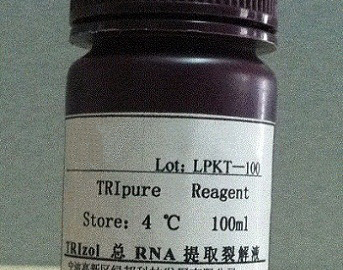 Lot: LPKT—100
TRIpure Reagent
Store: 4 ℃ 100ml
TRIzol 总 RNA 提取裂解液